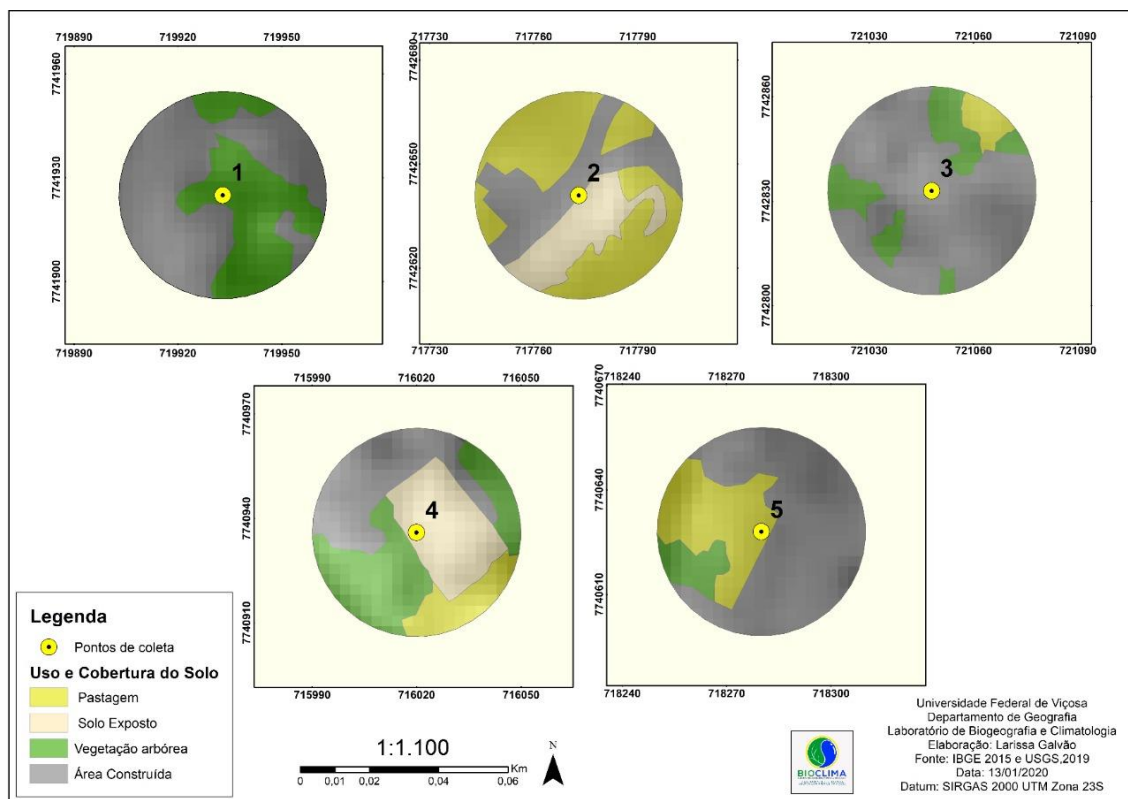 719890 719920 719950
7741960
7741930
7741900
1
719890 719920 719950
717730 717760 717790
7742680
7742650
7742620
2
717730 717760 717790
721030 721060 721090
7742860
7742830
7742800
3
721030 721060 721090
715990 716020 716050
7740970
7740940
7740910
4
715990 716020 716050
718240 718270 718300
7740670
7740640
7740610
5
718240 718270 718300
Legenda
Pontos de coleta
Uso e Cobertura do Solo
Pastagem
Solo Exposto
Vegetação arbórea
Área Construída
1:1.100
N
Km
0 0,01 0,02 0,04 0,06
BIOCLIMA
Universidade Federal de Viçosa
Departamento de Geografia
Laboratório de Biogeografia e Climatologia
Elaboração: Larissa Galvão
Fonte: IBGE 2015 e USGS,2019
Data: 13/01/2020
Datum: SIRGAS 2000 UTM Zona 23S